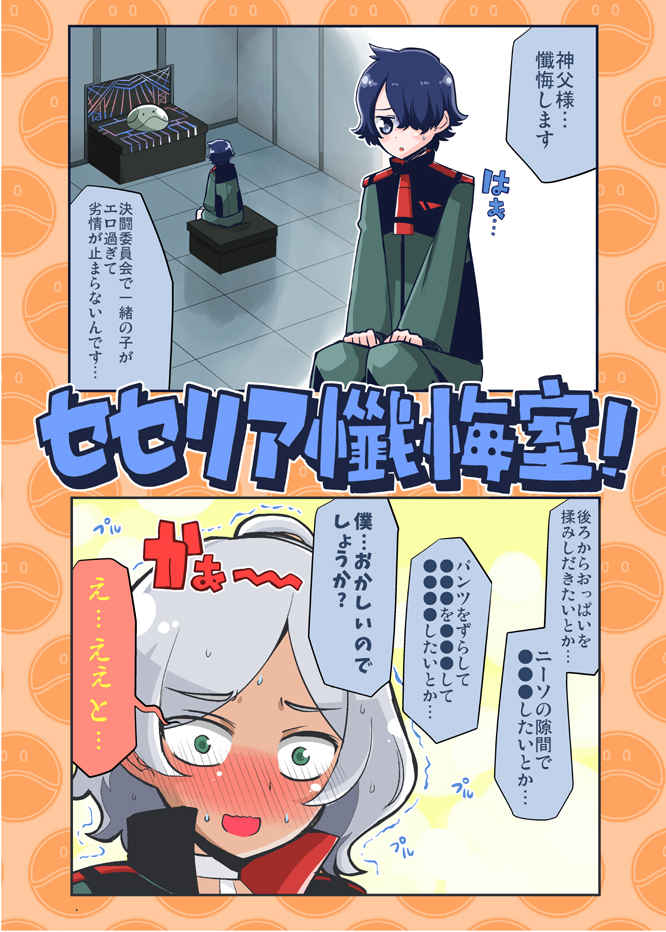 神父様…
懺悔します
はぁ…
決闘委員会で一緒の子が
エロ過ぎて
劣情が止まらないんです…
セセリア懺悔室!
後ろからおっぱいを
揉みしだきたいとか…
ニーソの隙間で
●●●したいとか…
パンツをずらして
●●●を●●●して
●●●●したいとか…
僕…おかしいので
しょうか?
かぁ〜〜
え…ええと…
プル
プル
プル